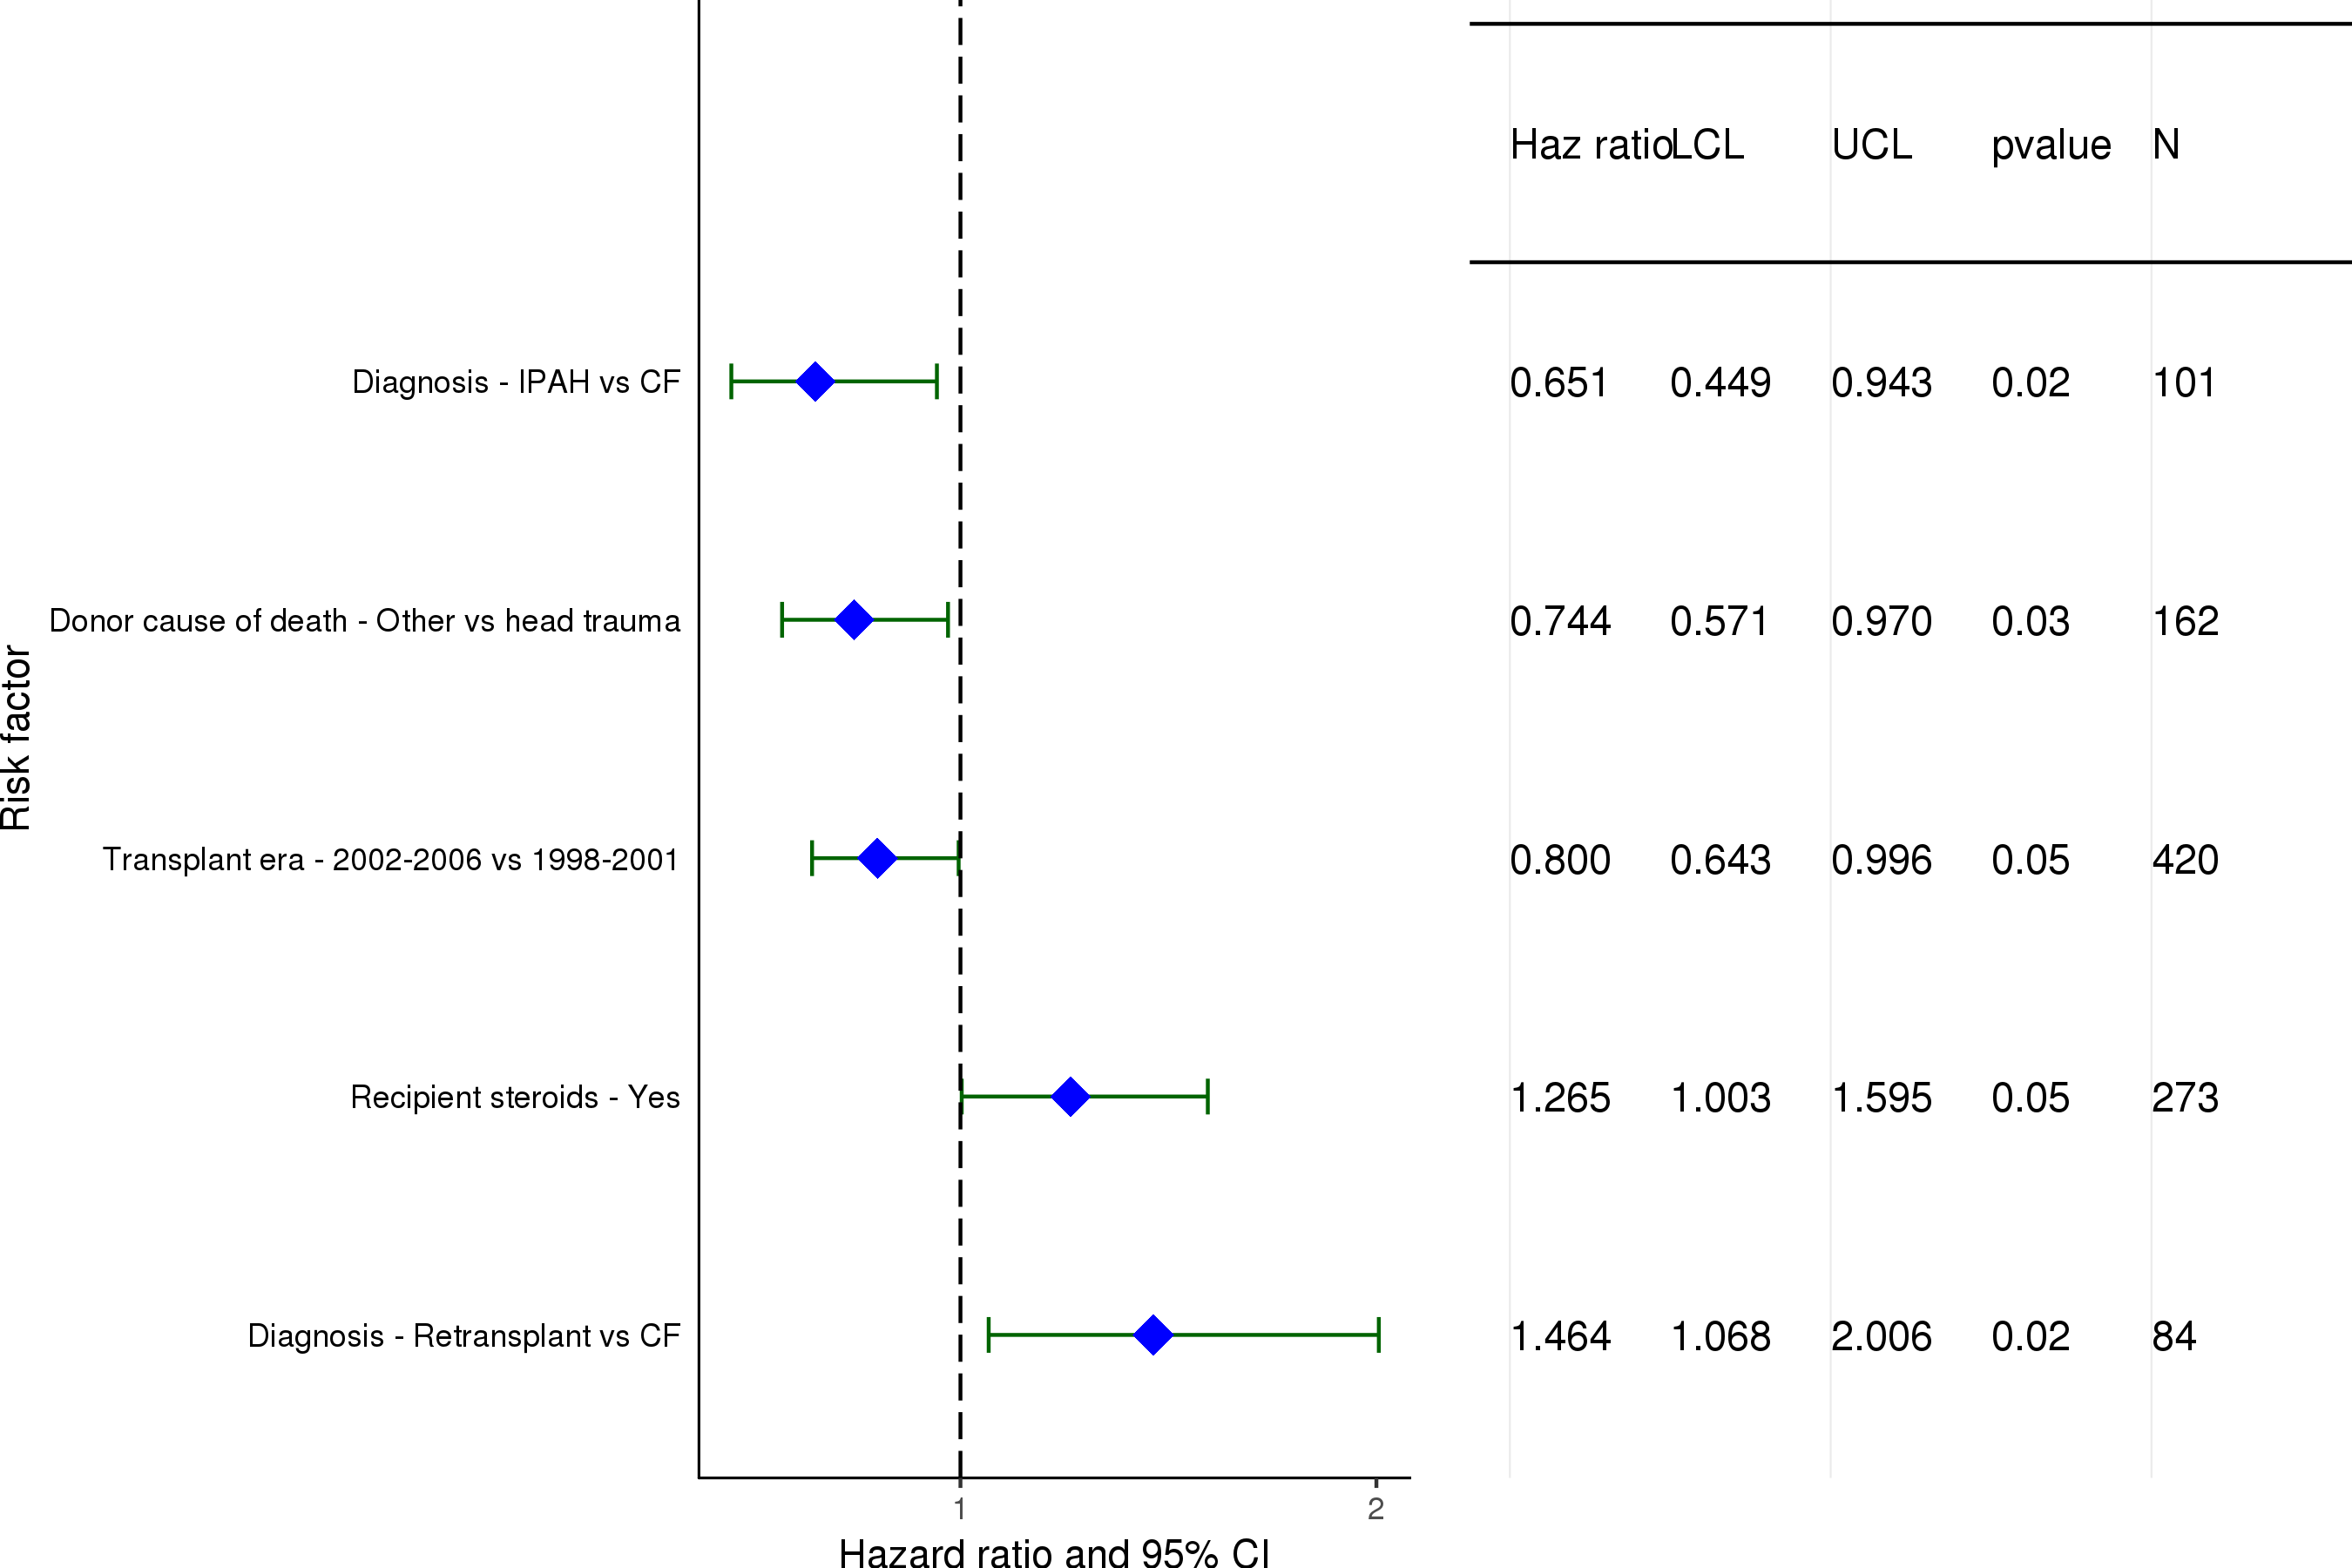 Haz ratio LCL UCL pvalue N
Diagnosis - IPAH vs CF 0.651 0.449 0.943 0.02 101
Donor cause of death - Other vs head trauma 0.744 0.571 0.970 0.03 162
Risk factor
Transplant era - 2002-2006 vs 1998-2001 0.800 0.643 0.996 0.05 420
Recipient steroids - Yes 1.265 1.003 1.595 0.05 273
Diagnosis - Retransplant vs CF 1.464 1.068 2.006 0.02 84
1 2
Hazard ratio and 95% CI